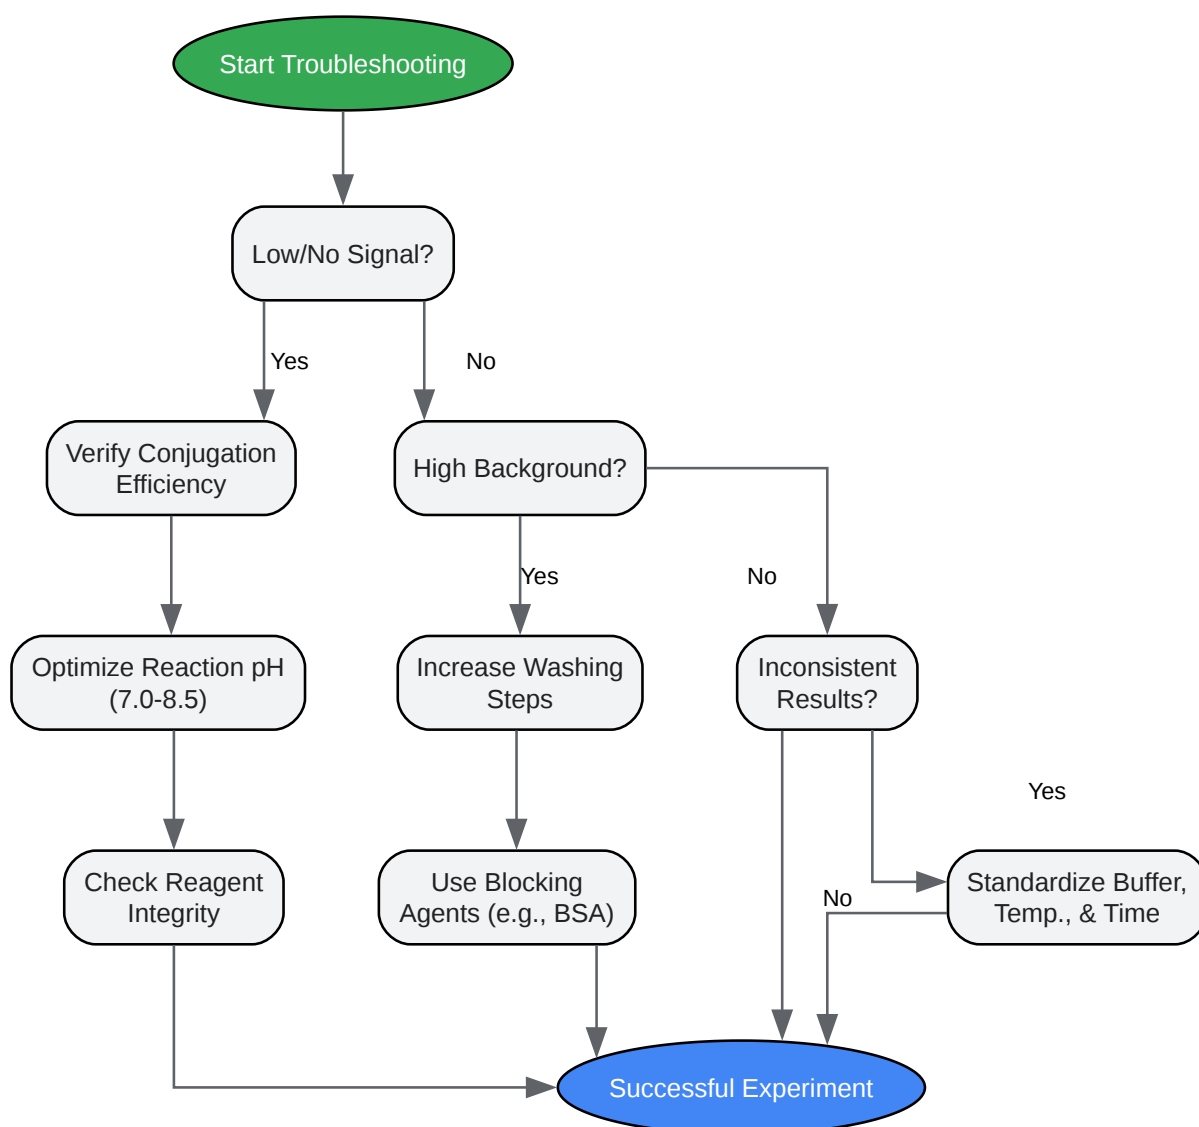 Start Troubleshooting
Low/No Signal?
Yes
No
Verify Conjugation
Efficiency
High Background?
Yes
No
Optimize Reaction pH
(7.0-8.5)
Increase Washing
Steps
Inconsistent
Results?
Yes
Check Reagent
Integrity
Use Blocking
Agents (e.g., BSA)
No
Standardize Buffer,
Temp., & Time
Successful Experiment